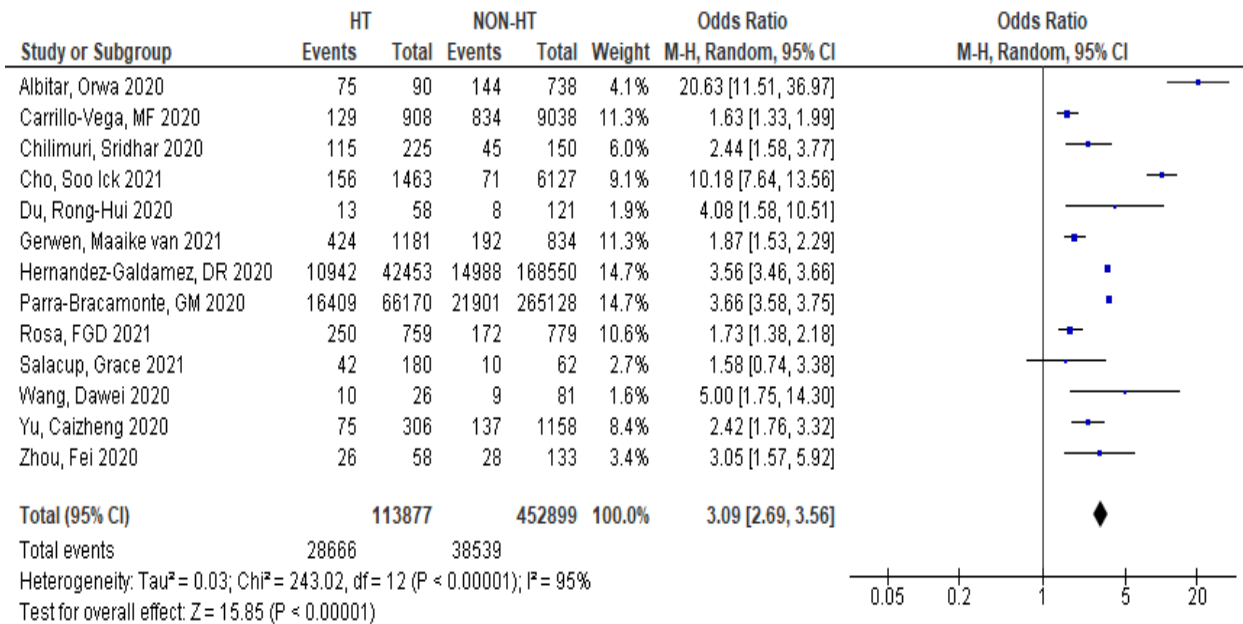 HT NON-HT Odds Ratio Odds Ratio
Study or Subgroup Events Total Events Total Weight M-H, Random, 95% CI M-H, Random, 95% CI
Albitar, Orwa 2020 75 90 144 738 4.1% 20.63 [11.51, 36.97]
Carrillo-Vega, MF 2020 129 908 834 9038 11.3% 1.63 [1.33, 1.99]
Chilimuri, Sridhar 2020 115 225 45 150 6.0% 2.44 [1.58, 3.77]
Cho, Soo Ick 2021 156 1463 71 6127 9.1% 10.18 [7.64, 13.56]
Du, Rong-Hui 2020 13 58 8 121 1.9% 4.08 [1.58, 10.51]
Gerwen, Maaike van 2021 424 1181 192 834 11.3% 1.87 [1.53, 2.29]
Hernandez-Galdamez, DR 2020 10942 42453 14988 168550 14.7% 3.56 [3.46, 3.66]
Parra-Bracamonte, GM 2020 16409 66170 21901 265128 14.7% 3.66 [3.58, 3.75]
Rosa, FGD 2021 250 759 172 779 10.6% 1.73 [1.38, 2.18]
Salacup, Grace 2021 42 180 10 62 2.7% 1.58 [0.74, 3.38]
Wang, Dawei 2020 10 26 9 81 1.6% 5.00 [1.75, 14.30]
Yu, Caizheng 2020 75 306 137 1158 8.4% 2.42 [1.76, 3.32]
Zhou, Fei 2020 26 58 28 133 3.4% 3.05 [1.57, 5.92]
Total (95% CI) 113877 452899 100.0% 3.09 [2.69, 3.56]
Total events 28666 38539
Heterogeneity: Tau² = 0.03; Chi² = 243.02, df = 12 (P < 0.00001); I² = 95%
Test for overall effect: Z = 15.85 (P < 0.00001)
0.05 0.2 1 5 20